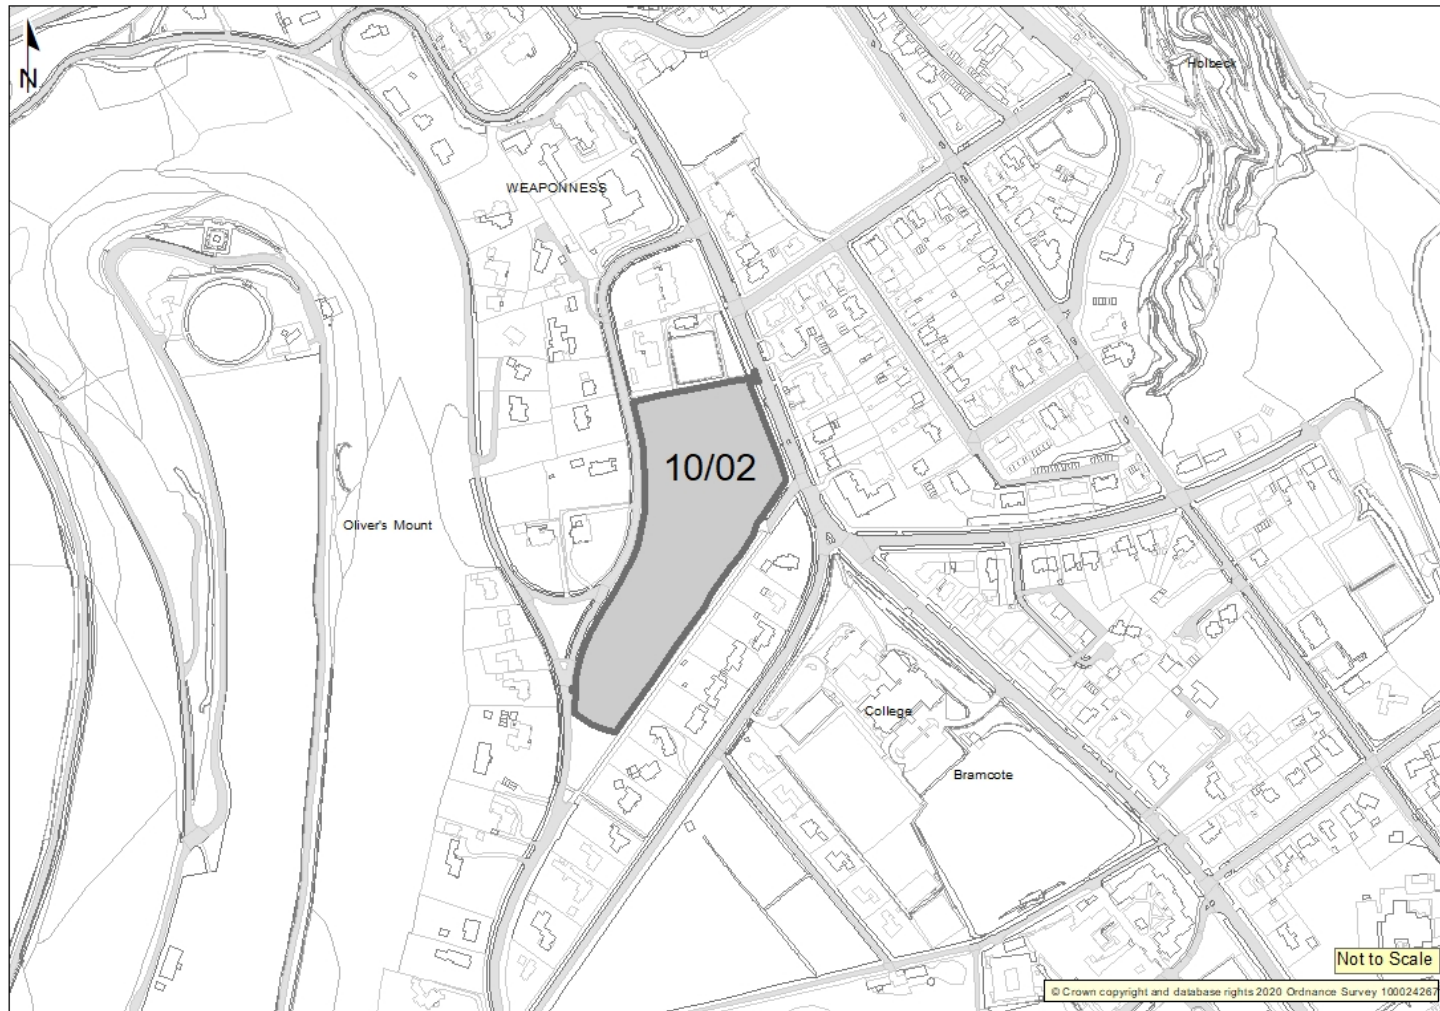 N
Holbeck
WEAPONNESS
10/02
Oliver's Mount
College
Bramcote
Not to Scale
© Crown copyright and database rights 2020 Ordnance Survey 100024267